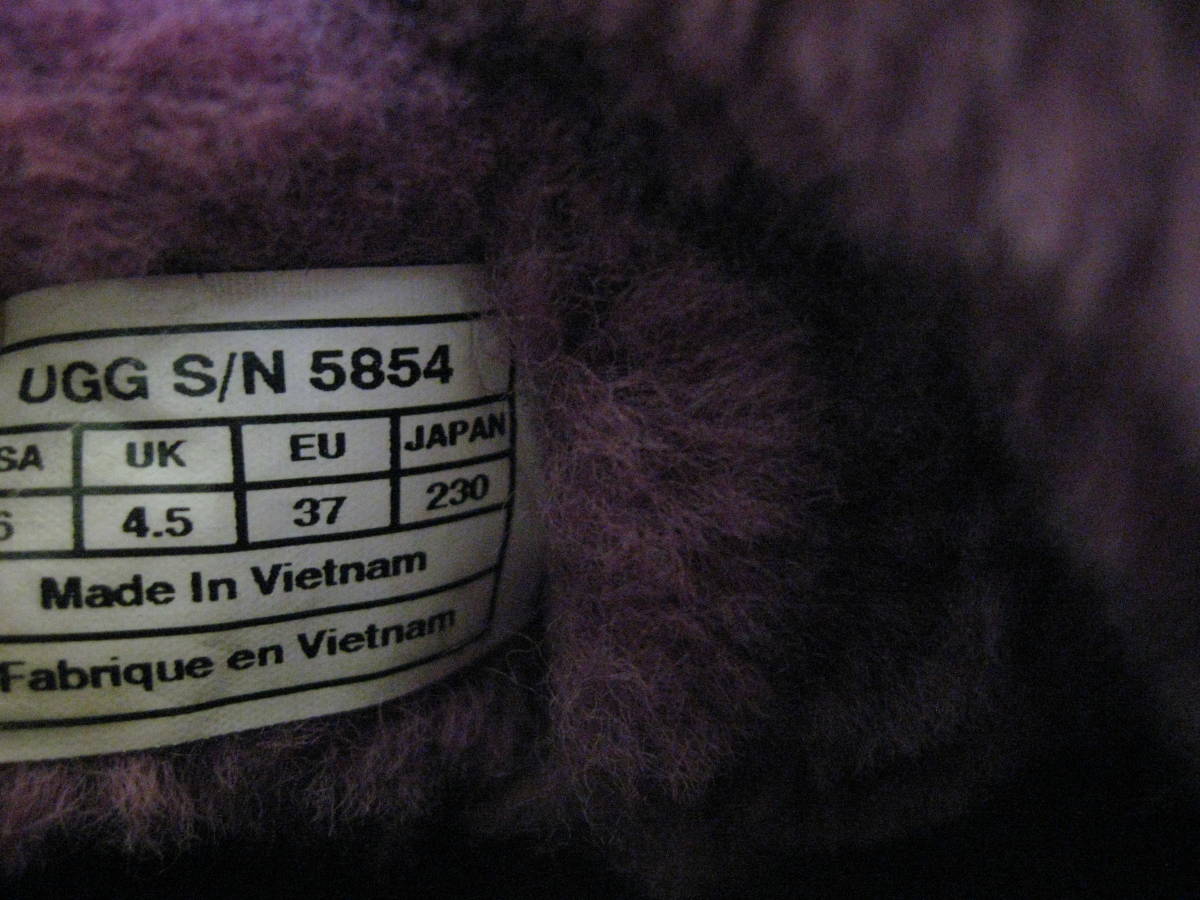 UGG S/N 5854
SA UK EU JAPAN
6 4.5 37 230
Made In Vietnam
Fabrique en Vietnam